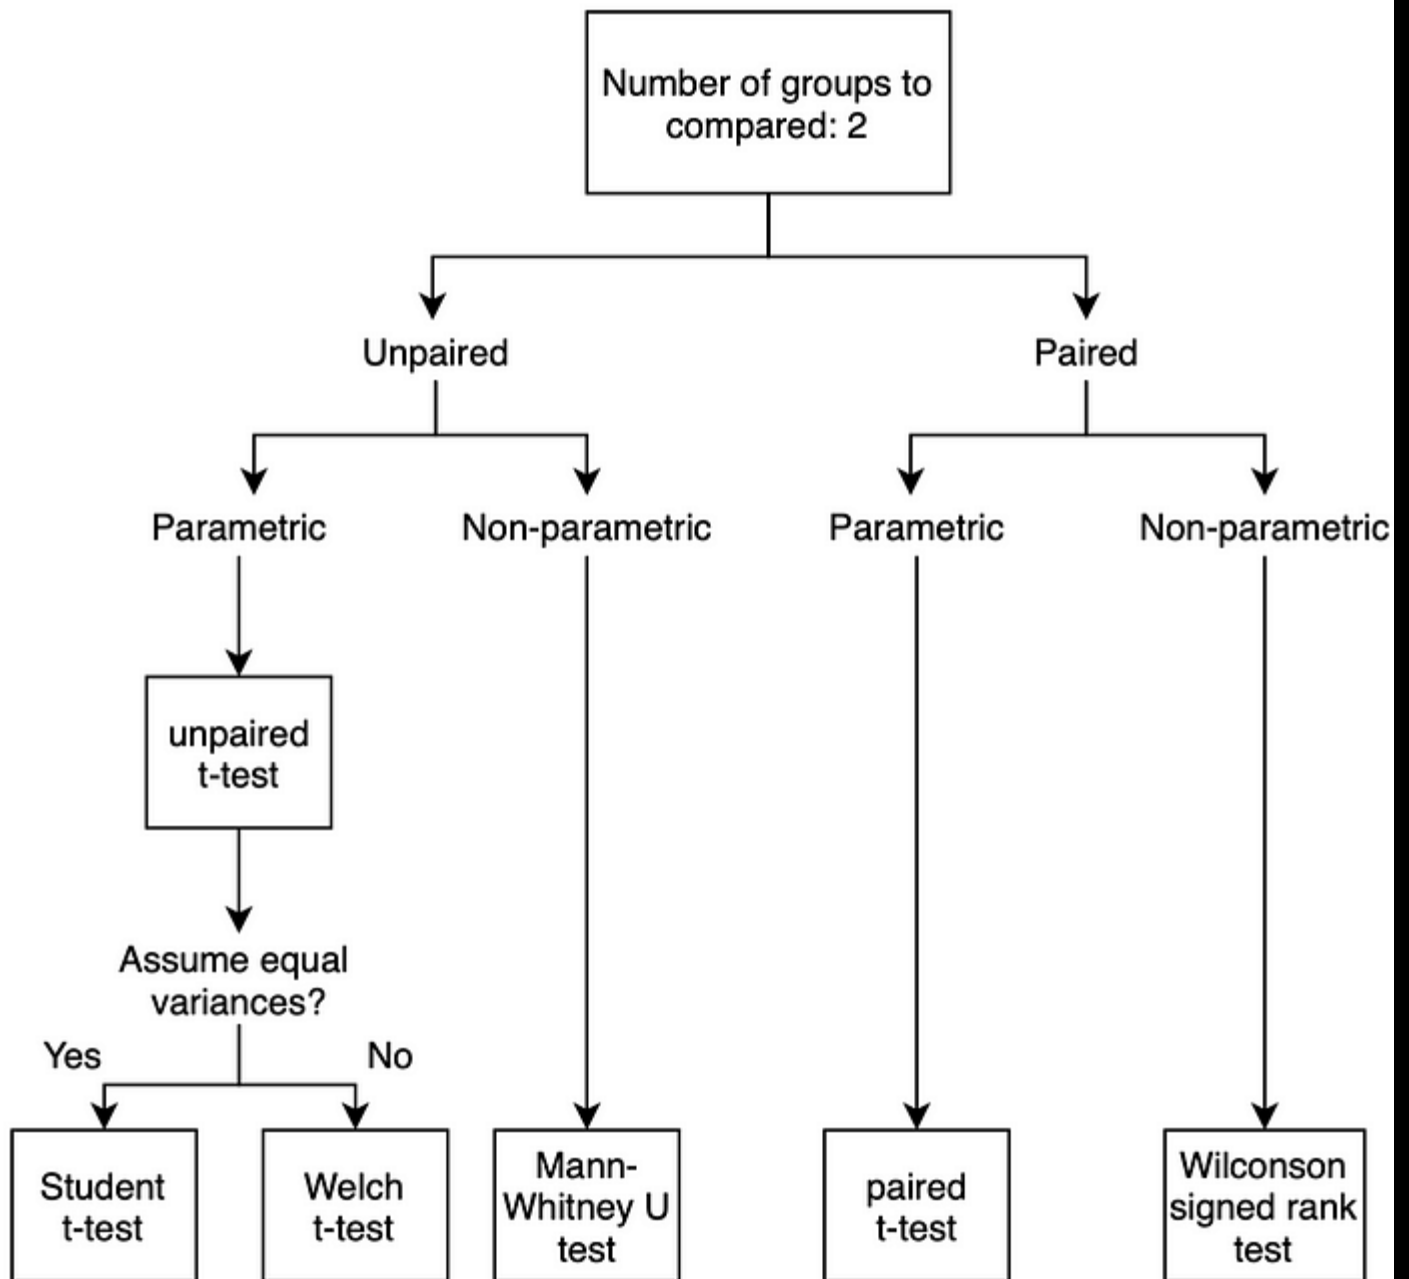 Number of groups to
compared: 2
Unpaired
Paired
Parametric
Non-parametric
Parametric
Non-parametric
unpaired
t-test
Assume equal
variances?
Yes
No
Student
t-test
Welch
t-test
Mann-
Whitney U
test
paired
t-test
Wilconson
signed rank
test